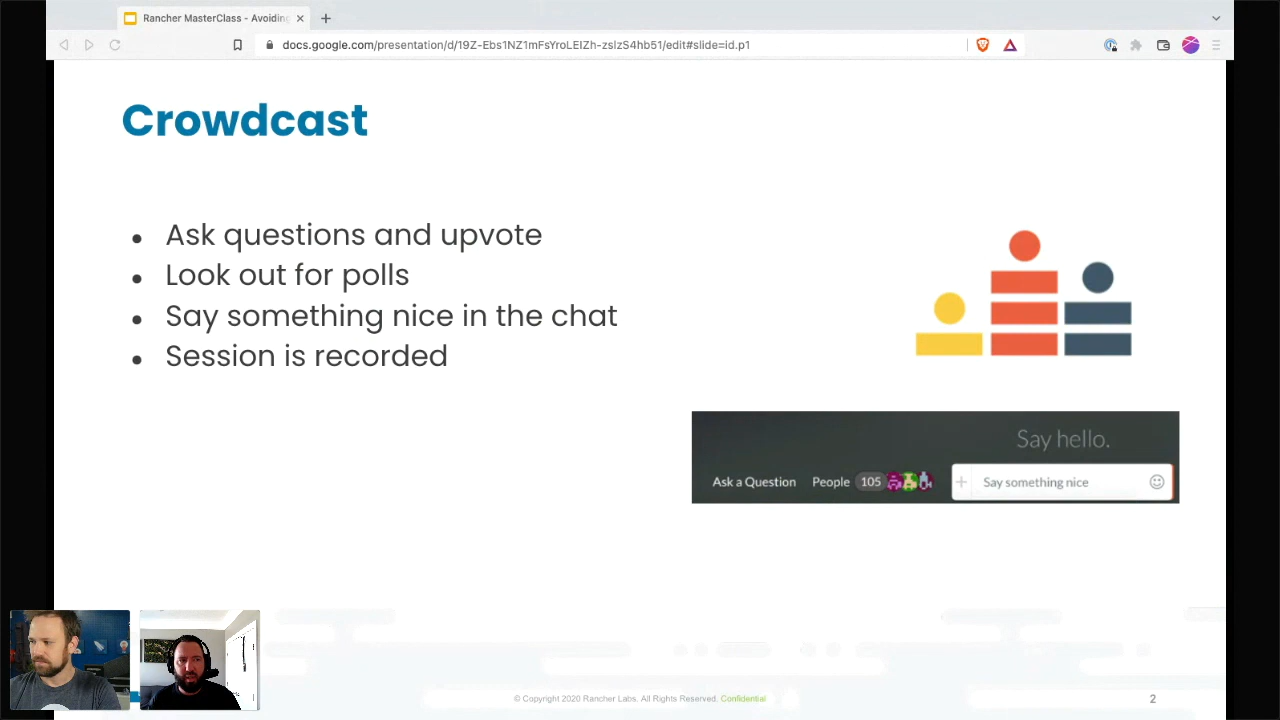 Rancher MasterClass - Avoiding
docs.google.com/presentation/d/19Z-Ebs1NZ1mFsYroLEIZh-zslzS4hb51/edit#slide=id.p1
Crowdcast
Ask questions and upvote
Look out for polls
Say something nice in the chat
Session is recorded
Say hello.
Ask a Question People 105 Say something nice
© Copyright 2020 Rancher Labs. All Rights Reserved. Confidential
2